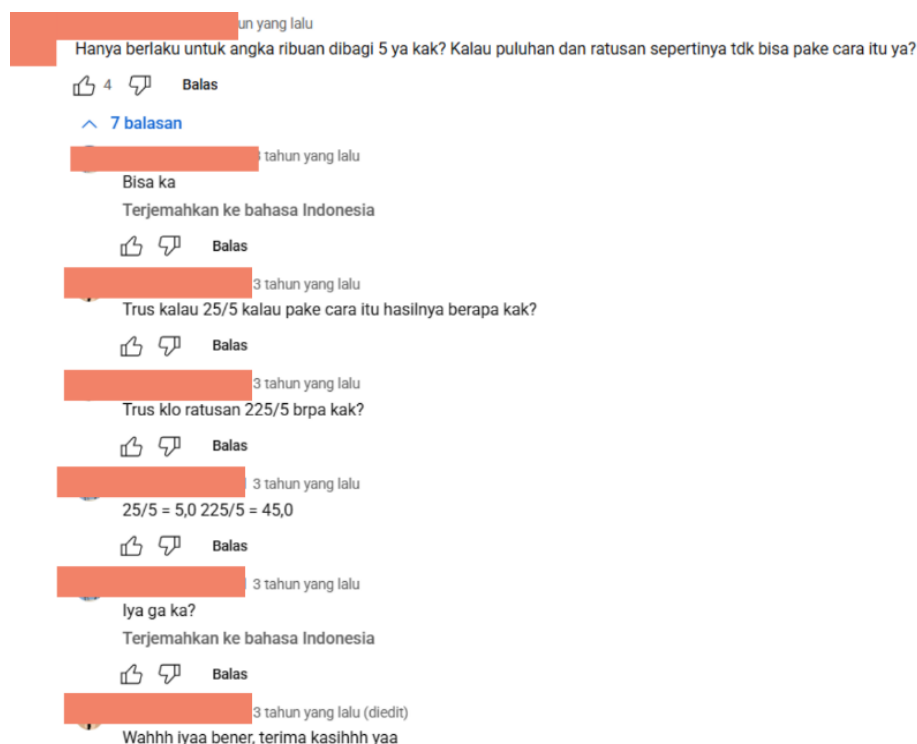 un yang lalu
Hanya berlaku untuk angka ribuan dibagi 5 ya kak? Kalau puluhan dan ratusan sepertinya tdk bisa pake cara itu ya?
4 Balas
7 balasan
tahun yang lalu
Bisa ka
Terjemahkan ke bahasa Indonesia
Balas
3 tahun yang lalu
Trus kalau 25/5 kalau pake cara itu hasilnya berapa kak?
Balas
3 tahun yang lalu
Trus klo ratusan 225/5 brpa kak?
Balas
3 tahun yang lalu
25/5 = 5,0 225/5 = 45,0
Balas
3 tahun yang lalu
Iya ga ka?
Terjemahkan ke bahasa Indonesia
Balas
3 tahun yang lalu (diedit)
Wahhh iyaa bener, terima kasihhh yaa